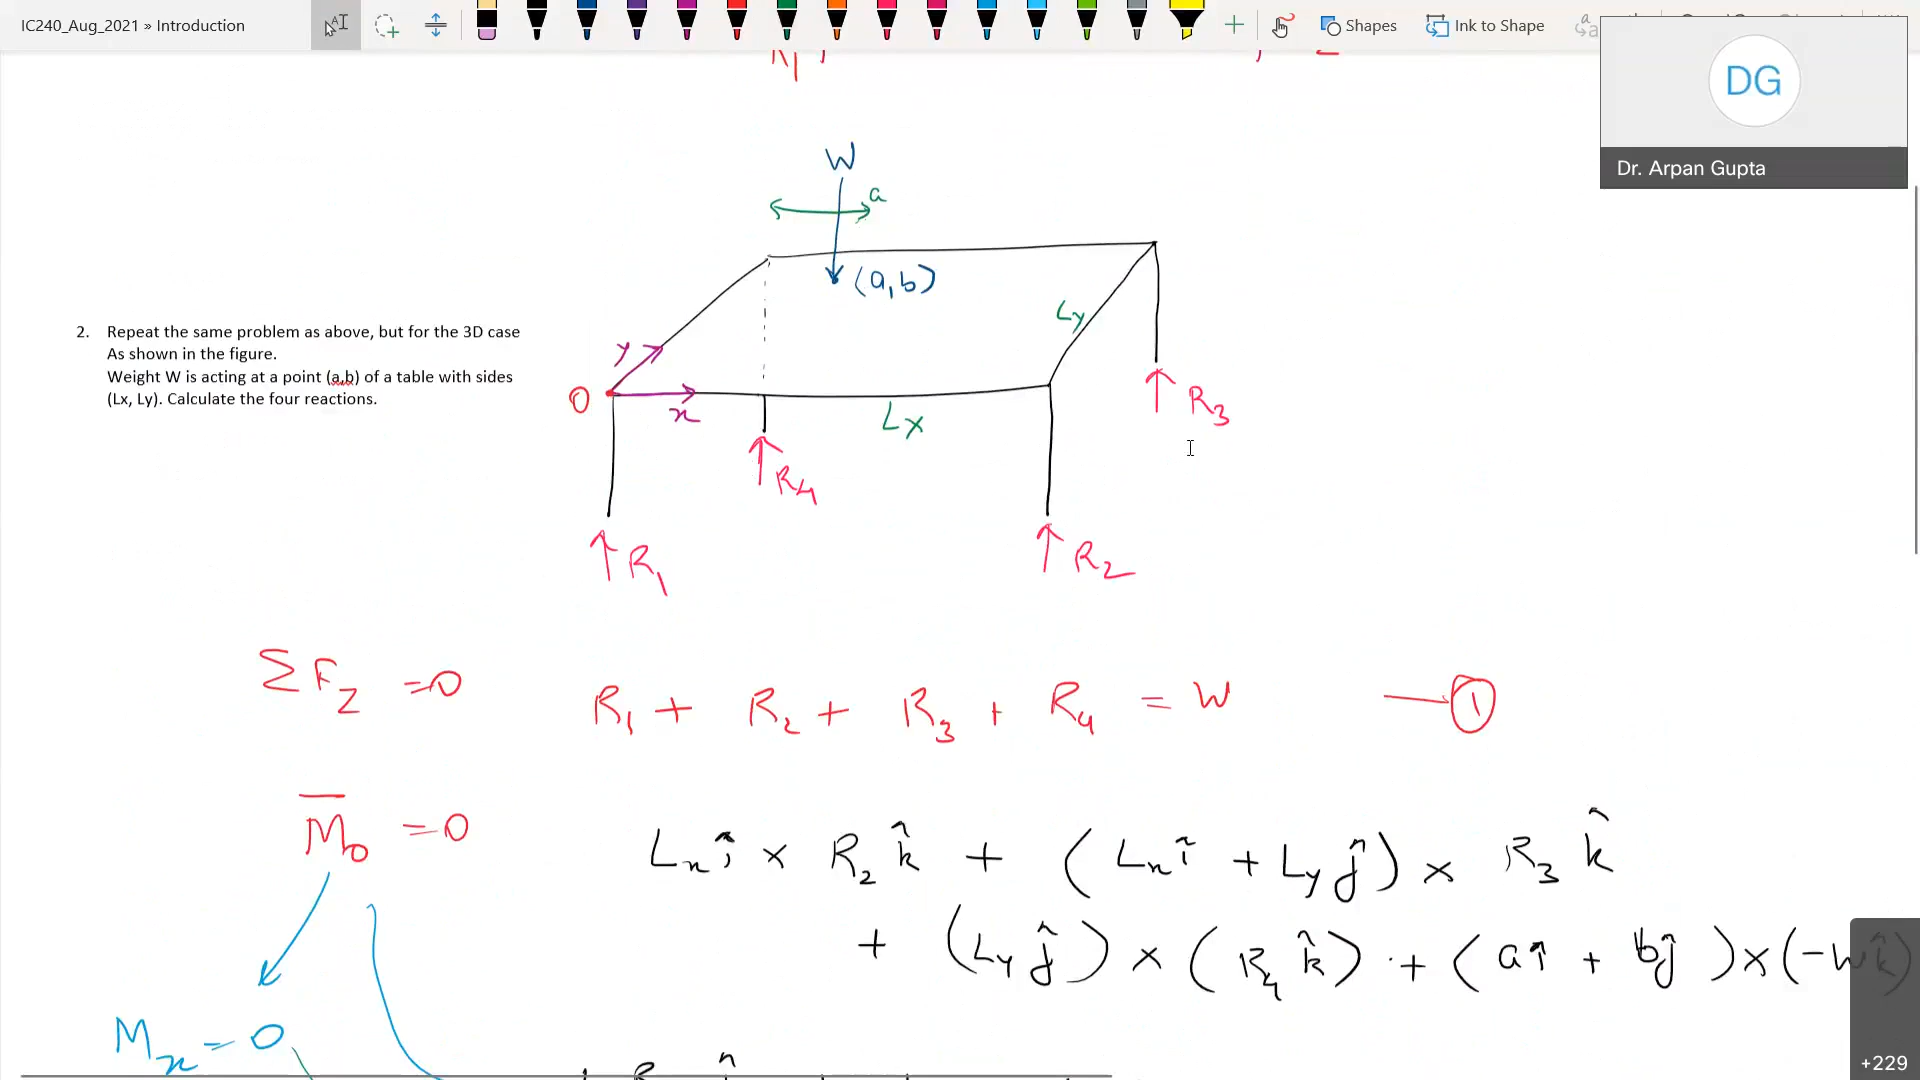 IC240_Aug_2021 » Introduction
Shapes
Ink to Shape
DG
Dr. Arpan Gupta
W
a
(a,b)
Ly
y
O
x
Lx
R3
R4
R1
R2
2. Repeat the same problem as above, but for the 3D case
As shown in the figure.
Weight W is acting at a point (a,b) of a table with sides
(Lx, Ly). Calculate the four reactions.
ΣFz =0 R1 + R2 + R3 + R4 = W —①
M̅o =0 Lx î × R2 k̂ + (Lx î + Ly ĵ) × R3 k̂
+ (Ly ĵ) × (R4 k̂) + (a î + b ĵ) × (-W k̂)
Mx = 0
+229